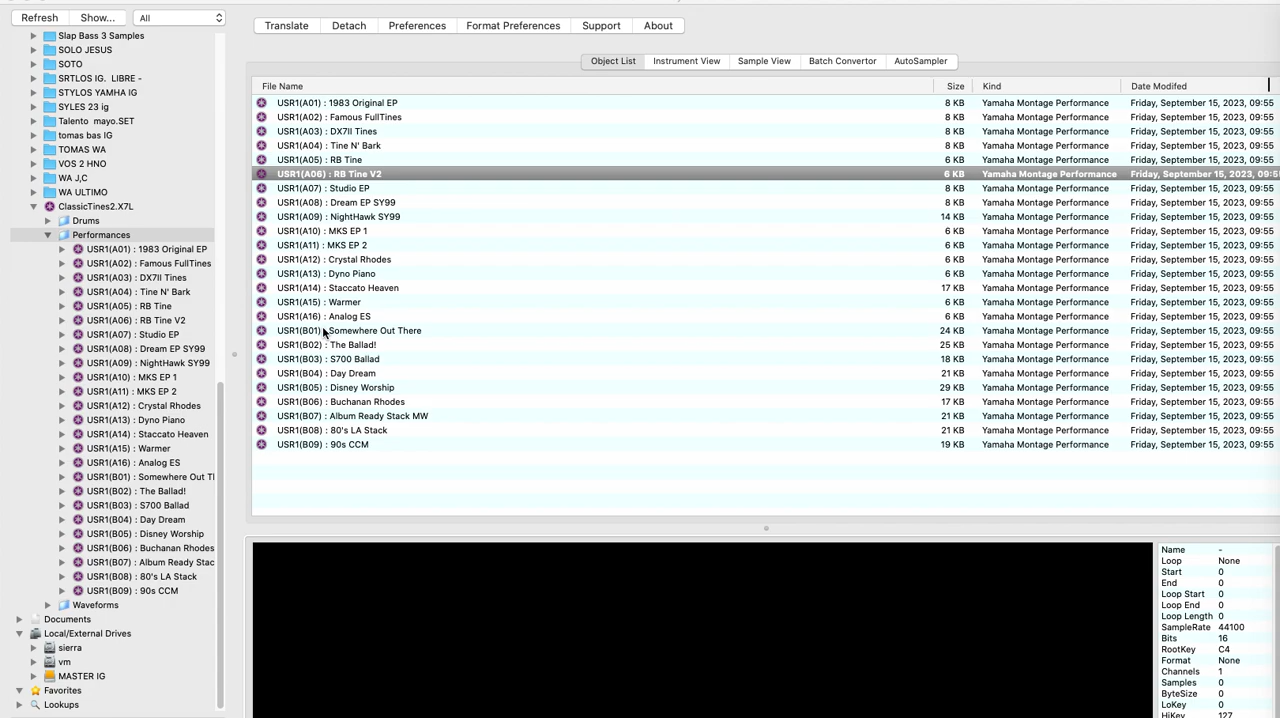 Refresh
Show...
All
Translate
Detach
Preferences
Format Preferences
Support
About
Slap Bass 3 Samples
SOLO JESUS
SOTO
SRTLOS IG.  LIBRE -
STYLOS YAMHA IG
SYLES 23 ig
Talento  mayo.SET
tomas bas IG
TOMAS WA
VOS 2 HNO
WA J,C
WA ULTIMO
ClassicTines2.X7L
Drums
Performances
USR1(A01) : 1983 Original EP
USR1(A02) : Famous FullTines
USR1(A03) : DX7II Tines
USR1(A04) : Tine N' Bark
USR1(A05) : RB Tine
USR1(A06) : RB Tine V2
USR1(A07) : Studio EP
USR1(A08) : Dream EP SY99
USR1(A09) : NightHawk SY99
USR1(A10) : MKS EP 1
USR1(A11) : MKS EP 2
USR1(A12) : Crystal Rhodes
USR1(A13) : Dyno Piano
USR1(A14) : Staccato Heaven
USR1(A15) : Warmer
USR1(A16) : Analog ES
USR1(B01) : Somewhere Out Tl
USR1(B02) : The Ballad!
USR1(B03) : S700 Ballad
USR1(B04) : Day Dream
USR1(B05) : Disney Worship
USR1(B06) : Buchanan Rhodes
USR1(B07) : Album Ready Stac
USR1(B08) : 80's LA Stack
USR1(B09) : 90s CCM
Waveforms
Documents
Local/External Drives
sierra
vm
MASTER IG
Favorites
Lookups
Object List
Instrument View
Sample View
Batch Convertor
AutoSampler
File Name Size Kind Date Modifed
USR1(A01) : 1983 Original EP 8 KB Yamaha Montage Performance Friday, September 15, 2023, 09:55
USR1(A02) : Famous FullTines 8 KB Yamaha Montage Performance Friday, September 15, 2023, 09:55
USR1(A03) : DX7II Tines 8 KB Yamaha Montage Performance Friday, September 15, 2023, 09:55
USR1(A04) : Tine N' Bark 8 KB Yamaha Montage Performance Friday, September 15, 2023, 09:55
USR1(A05) : RB Tine 6 KB Yamaha Montage Performance Friday, September 15, 2023, 09:55
USR1(A06) : RB Tine V2 6 KB Yamaha Montage Performance Friday, September 15, 2023, 09:5
USR1(A07) : Studio EP 8 KB Yamaha Montage Performance Friday, September 15, 2023, 09:55
USR1(A08) : Dream EP SY99 8 KB Yamaha Montage Performance Friday, September 15, 2023, 09:55
USR1(A09) : NightHawk SY99 14 KB Yamaha Montage Performance Friday, September 15, 2023, 09:55
USR1(A10) : MKS EP 1 6 KB Yamaha Montage Performance Friday, September 15, 2023, 09:55
USR1(A11) : MKS EP 2 6 KB Yamaha Montage Performance Friday, September 15, 2023, 09:55
USR1(A12) : Crystal Rhodes 6 KB Yamaha Montage Performance Friday, September 15, 2023, 09:55
USR1(A13) : Dyno Piano 6 KB Yamaha Montage Performance Friday, September 15, 2023, 09:55
USR1(A14) : Staccato Heaven 17 KB Yamaha Montage Performance Friday, September 15, 2023, 09:55
USR1(A15) : Warmer 6 KB Yamaha Montage Performance Friday, September 15, 2023, 09:55
USR1(A16) : Analog ES 6 KB Yamaha Montage Performance Friday, September 15, 2023, 09:55
USR1(B01) : Somewhere Out There 24 KB Yamaha Montage Performance Friday, September 15, 2023, 09:55
USR1(B02) : The Ballad! 25 KB Yamaha Montage Performance Friday, September 15, 2023, 09:55
USR1(B03) : S700 Ballad 18 KB Yamaha Montage Performance Friday, September 15, 2023, 09:55
USR1(B04) : Day Dream 21 KB Yamaha Montage Performance Friday, September 15, 2023, 09:55
USR1(B05) : Disney Worship 29 KB Yamaha Montage Performance Friday, September 15, 2023, 09:55
USR1(B06) : Buchanan Rhodes 17 KB Yamaha Montage Performance Friday, September 15, 2023, 09:55
USR1(B07) : Album Ready Stack MW 21 KB Yamaha Montage Performance Friday, September 15, 2023, 09:55
USR1(B08) : 80's LA Stack 21 KB Yamaha Montage Performance Friday, September 15, 2023, 09:55
USR1(B09) : 90s CCM 19 KB Yamaha Montage Performance Friday, September 15, 2023, 09:55
Name -
Loop None
Start 0
End 0
Loop Start 0
Loop End 0
Loop Length 0
SampleRate 44100
Bits 16
RootKey C4
Format None
Channels 1
Samples 0
ByteSize 0
LoKey 0
HiKey 127